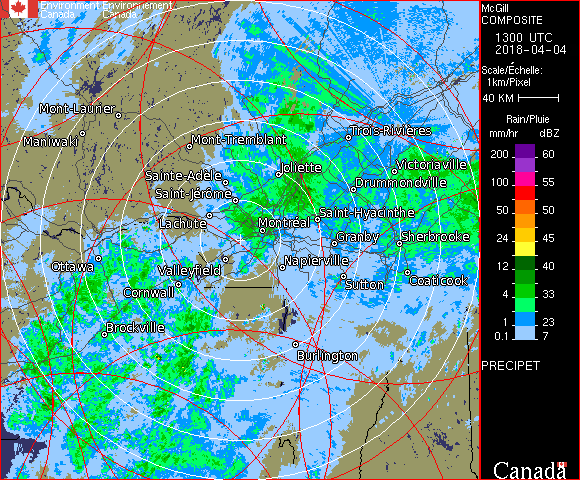 Environment Environnement
Canada Canada
McGill
COMPOSITE
1300 UTC
2018-04-04
Scale/Échelle:
1km/Pixel
40 KM
Rain/Pluie
mm/hr dBZ
200 60
100 55
50 50
24 45
12 40
4 33
1 23
0.1 7
PRECIPET
Canada
Mont-Laurier
Maniwaki
Mont-Tremblant
Trois-Rivières
Sainte-Adèle
Joliette
Victoriaville
Saint-Jérôme
Drummondville
Lachute
Montréal
Saint-Hyacinthe
Granby
Sherbrooke
Ottawa
Valleyfield
Napierville
Cornwall
Sutton
Coaticook
Brockville
Burlington